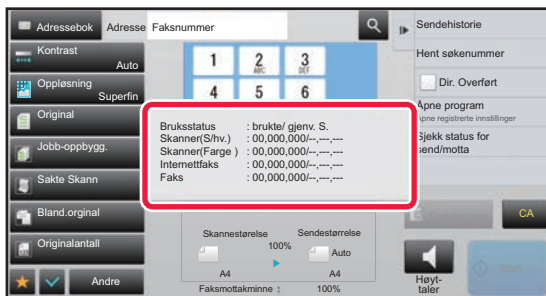 Adressebok
Adresse
Faksnummer
Sendehistorie
Kontrast
Auto
1
2
ABC
3
DEF
Hent søkenummer
Oppløsning
Superfin
4
5
6
Dir. Overført
Original
Åpne program
Åpne registrerte innstillinger
Bruksstatus : brukte/ gjenv. S.
Skanner(S/hv.) : 00,000,000/--,---,---
Skanner(Farge ) : 00,000,000/--,---,---
Internettfaks : 00,000,000/--,---,---
Faks : 00,000,000/--,---,---
Sjekk status for
send/motta
Jobb-oppbygg.
Sakte Skann
Bland.orginal
CA
Originalantall
Skannestørelse
Sendestørrelse
100%
Auto
A4
A4
Andre
Faksmottakminne :
100%
Høyt-
taler
Start